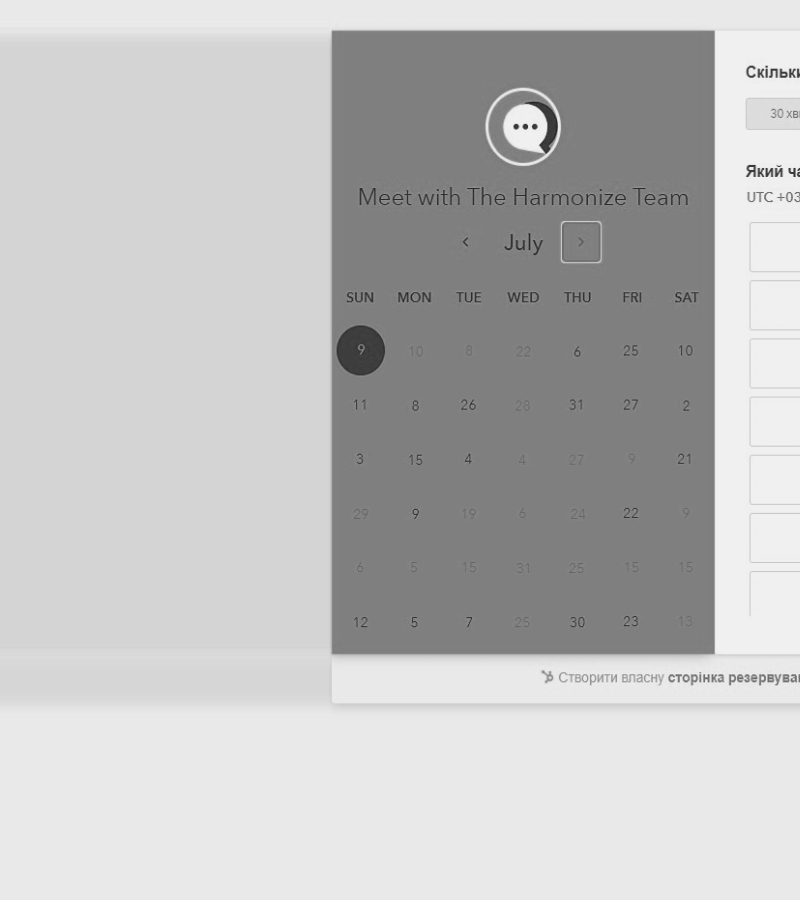 Meet with The Harmonize Team
July
SUN MON TUE WED THU FRI SAT
9 10 8 22 6 25 10
11 8 26 28 31 27 2
3 15 4 4 27 9 21
29 9 19 6 24 22 9
6 5 15 31 25 15 15
12 5 7 25 30 23 13
Скільки
30 хв
Який ча
UTC +03
Створити власну сторінка резервува